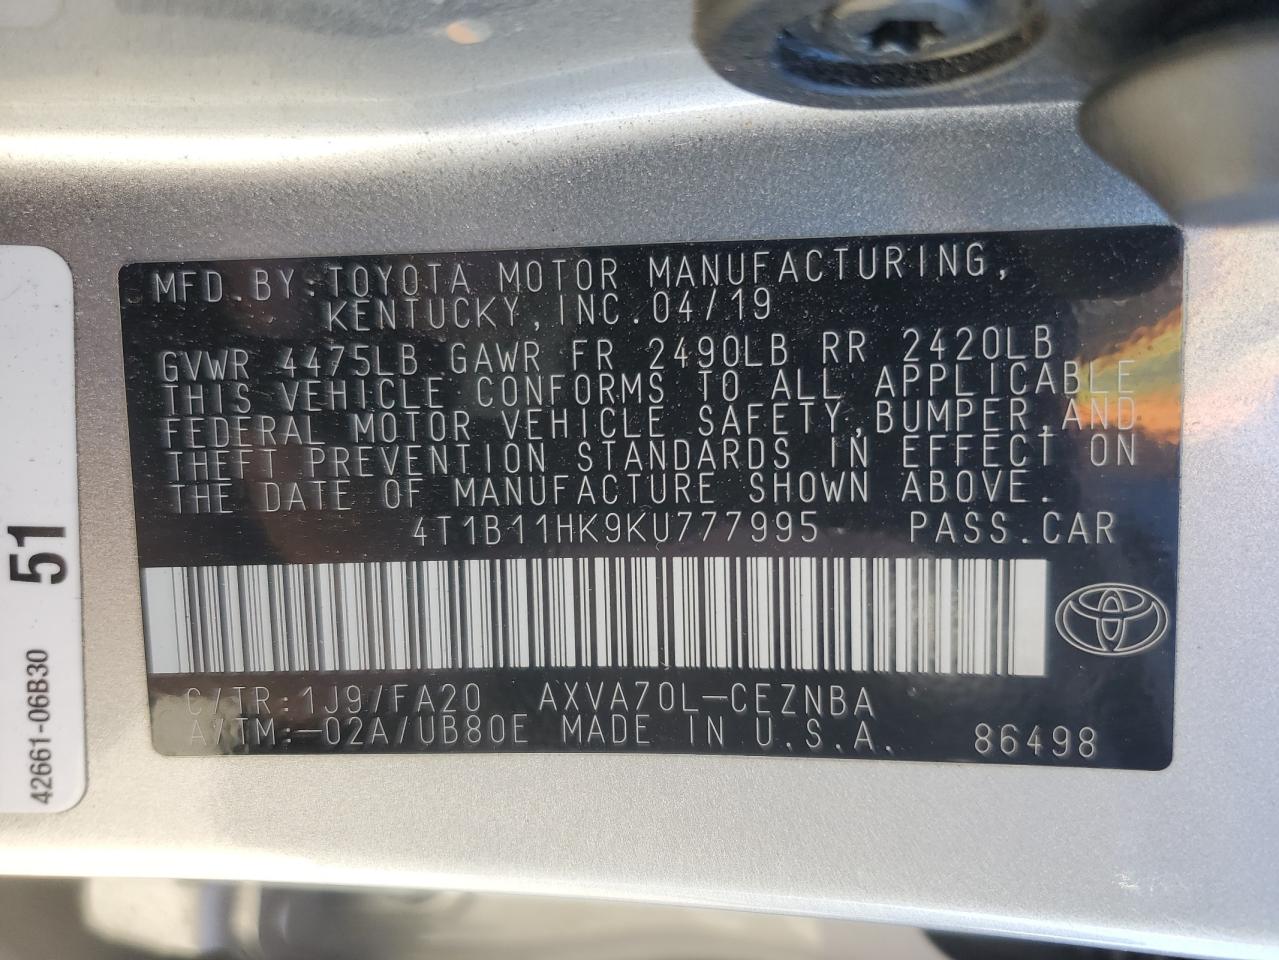 MFD.BY:TOYOTA MOTOR MANUFACTURING,
KENTUCKY,INC.04/19
GVWR 4475LB GAWR FR 2490LB RR 2420LB
THIS VEHICLE CONFORMS TO ALL APPLICABLE
FEDERAL MOTOR VEHICLE SAFETY,BUMPER,AND
THEFT PREVENTION STANDARDS IN EFFECT ON
THE DATE OF MANUFACTURE SHOWN ABOVE.
4T1B11HK9KU777995 PASS.CAR
C/TR:1J9/FA20 AXVA70L-CEZNBA
A/TM:-02A/UB80E MADE IN U.S.A. 86498
51
42661-06B30